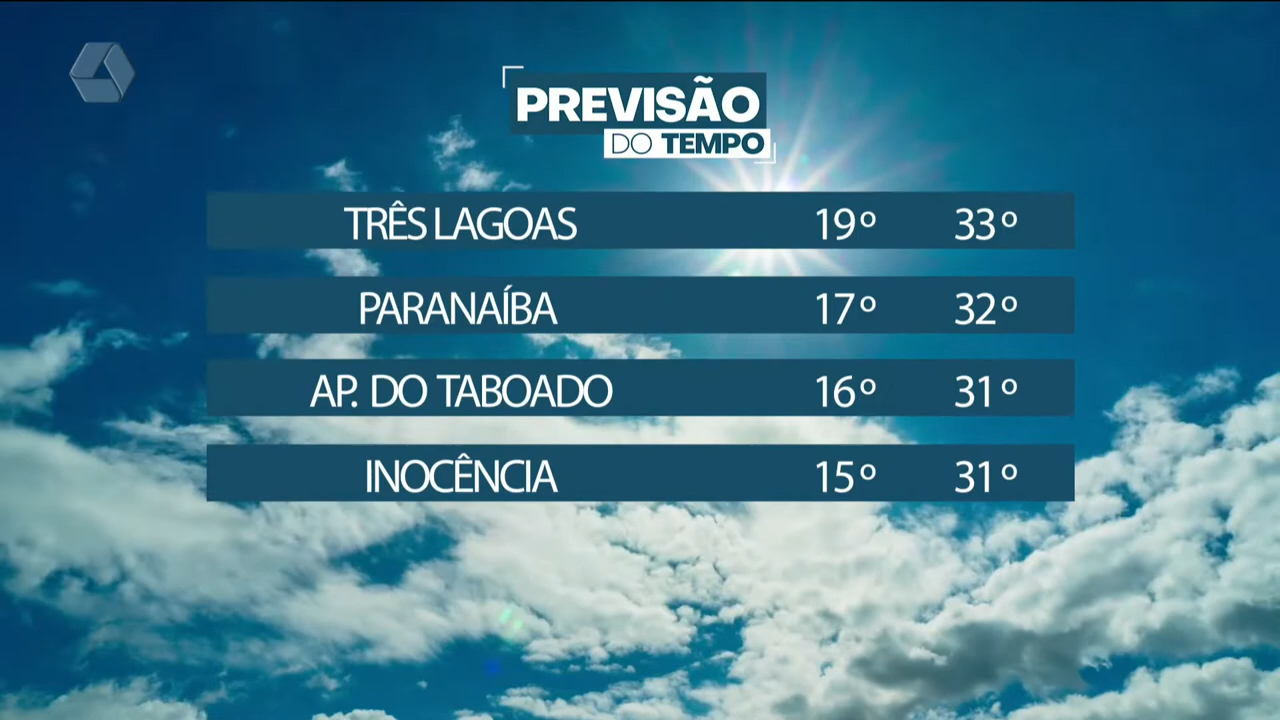 PREVISÃO
DO TEMPO
TRÊS LAGOAS 19º 33º
PARANAÍBA 17º 32º
AP. DO TABOADO 16º 31º
INOCÊNCIA 15º 31º